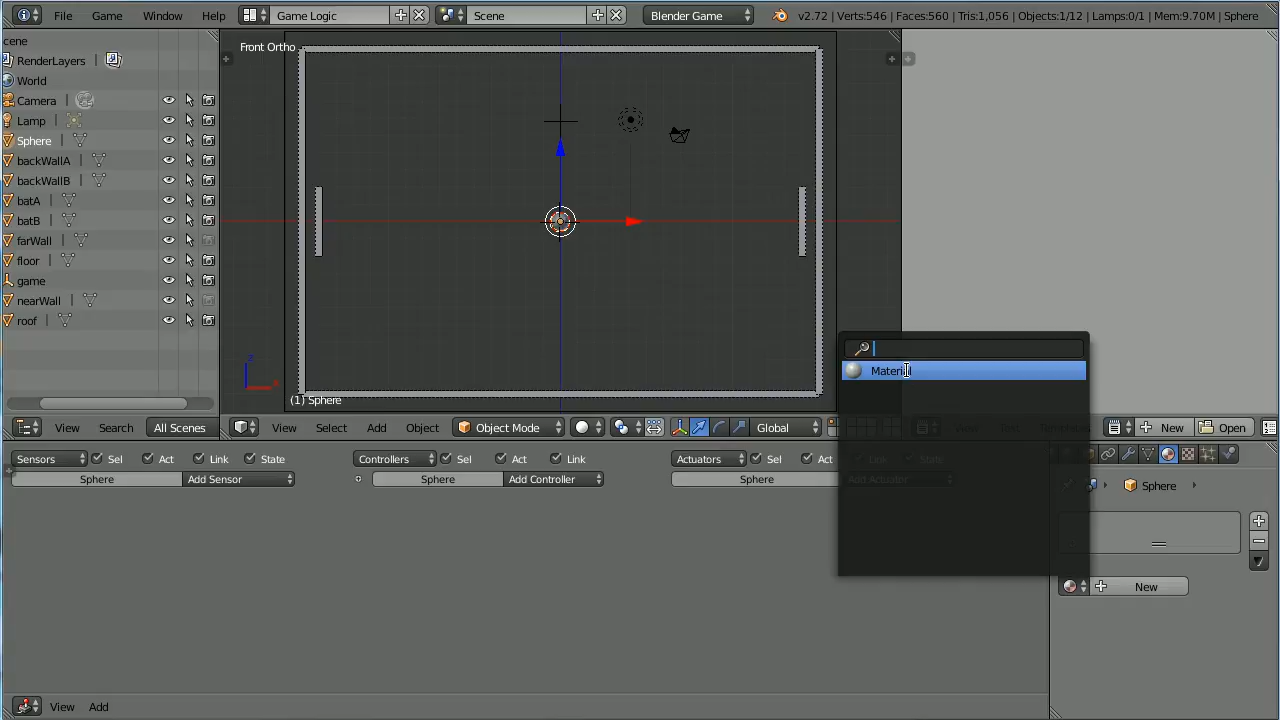 File Game Window Help Game Logic Scene Blender Game v2.72 | Verts:546 | Faces:560 | Tris:1,056 | Objects:1/12 | Lamps:0/1 | Mem:9.70M | Sphere
cene
RenderLayers
World
Camera
Lamp
Sphere
backWallA
backWallB
batA
batB
farWall
floor
game
nearWall
roof
Front Ortho
z
x
(1) Sphere
Material
View Search All Scenes
View Select Add Object Object Mode Global
New Open
Sensors Sel Act Link State
Sphere Add Sensor
Controllers Sel Act Link
Sphere Add Controller
Actuators Sel Act Link State
Sphere Add Actuator
Sphere
New
View Add